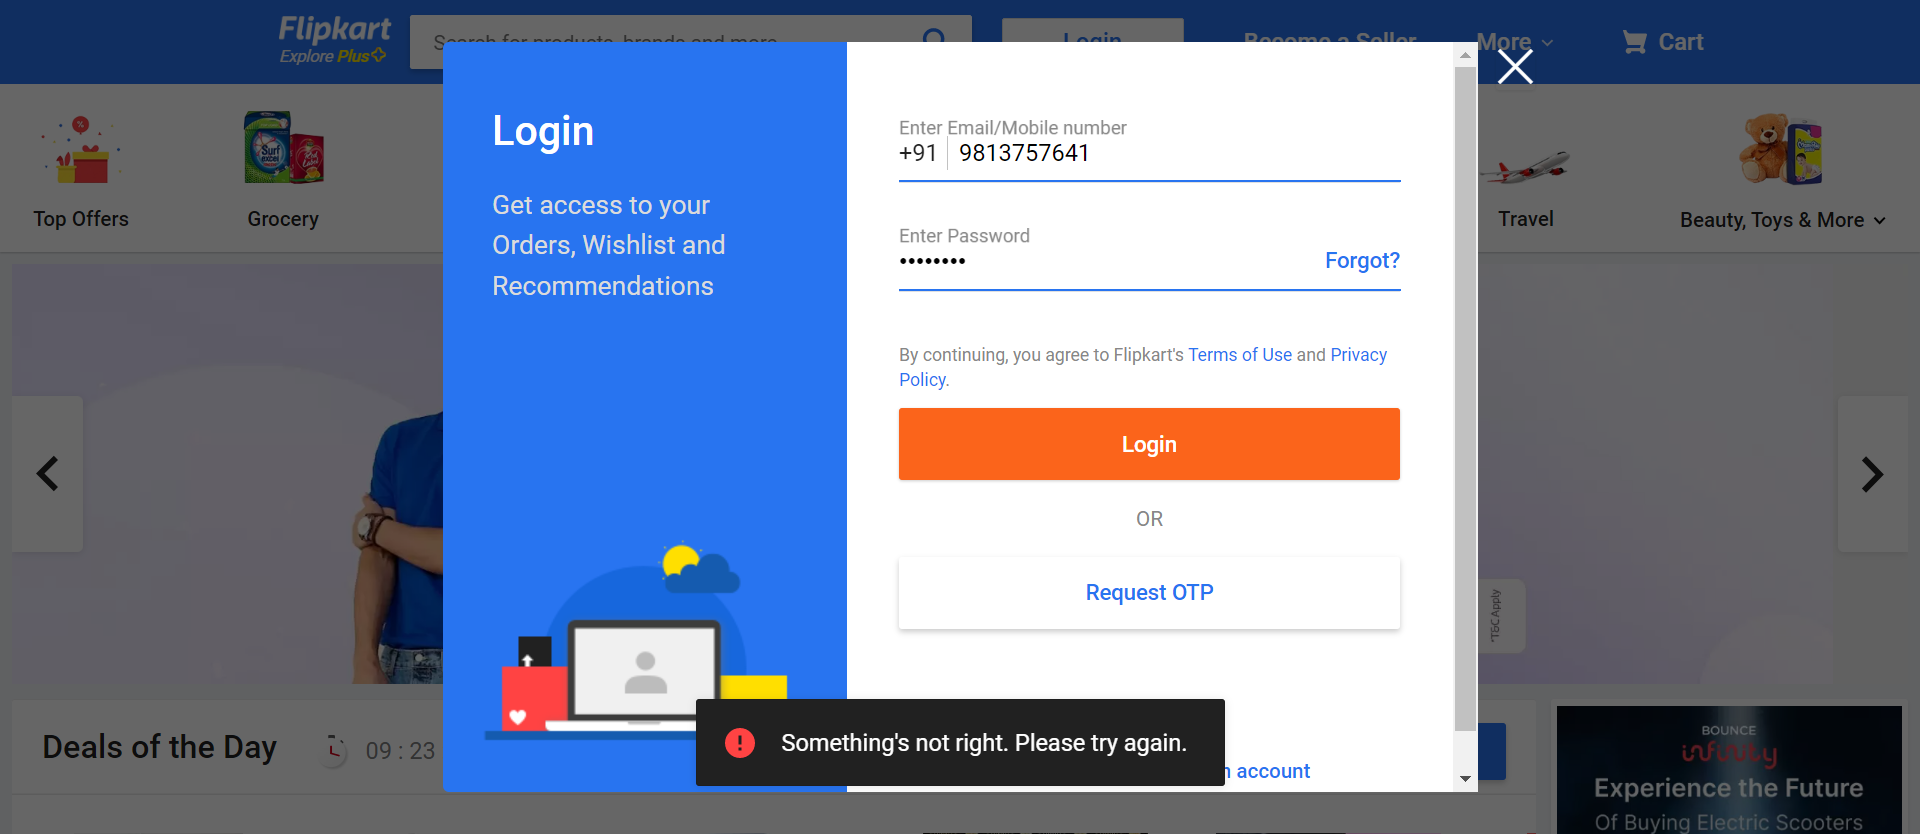 Flipkart
Explore Plus
Search for products, brands and more
Login
Become a Seller
More
Cart
Top Offers
Surf excel
Red Label
Grocery
Travel
Beauty, Toys & More
Login
Get access to your
Orders, Wishlist and
Recommendations
Enter Email/Mobile number
+91 9813757641
Enter Password
••••••••
Forgot?
By continuing, you agree to Flipkart's Terms of Use and Privacy
Policy.
Login
OR
Request OTP
*T&C Apply
Something's not right. Please try again.
account
Deals of the Day
09 : 23
BOUNCE
infinity
Experience the Future
Of Buying Electric Scooters